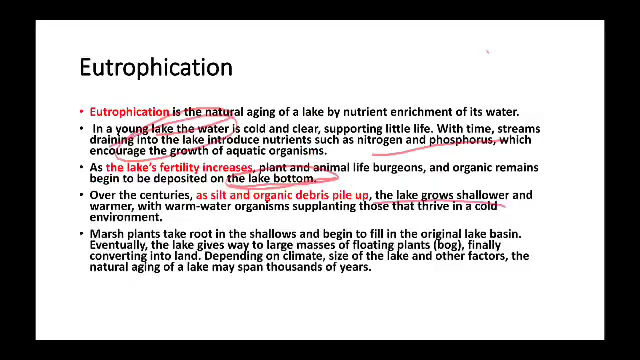 Eutrophication
• Eutrophication is the natural aging of a lake by nutrient enrichment of its water.
• In a young lake the water is cold and clear, supporting little life. With time, streams
draining into the lake introduce nutrients such as nitrogen and phosphorus, which
encourage the growth of aquatic organisms.
• As the lake's fertility increases, plant and animal life burgeons, and organic remains
begin to be deposited on the lake bottom.
• Over the centuries, as silt and organic debris pile up, the lake grows shallower and
warmer, with warm-water organisms supplanting those that thrive in a cold
environment.
• Marsh plants take root in the shallows and begin to fill in the original lake basin.
Eventually, the lake gives way to large masses of floating plants (bog), finally
converting into land. Depending on climate, size of the lake and other factors, the
natural aging of a lake may span thousands of years.